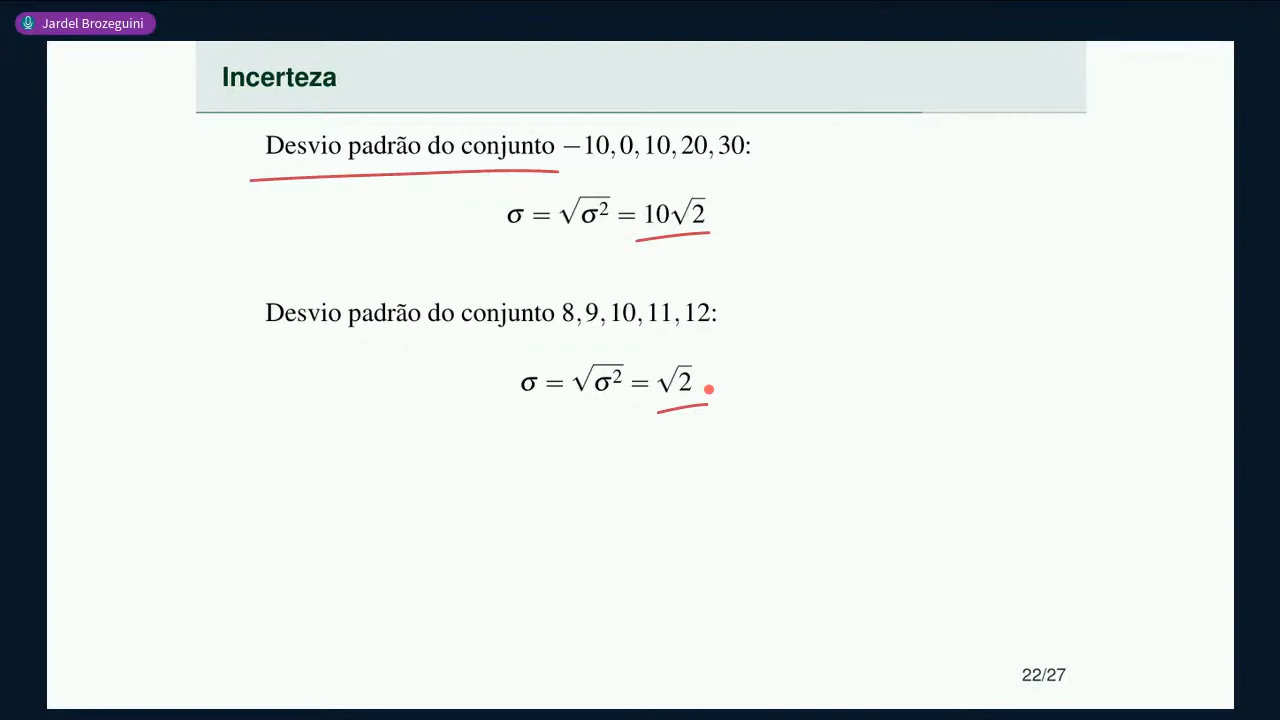 Jardel Brozeguini
Incerteza
Desvio padrão do conjunto −10, 0, 10, 20, 30:
σ = √σ² = 10√2
Desvio padrão do conjunto 8, 9, 10, 11, 12:
σ = √σ² = √2
22/27